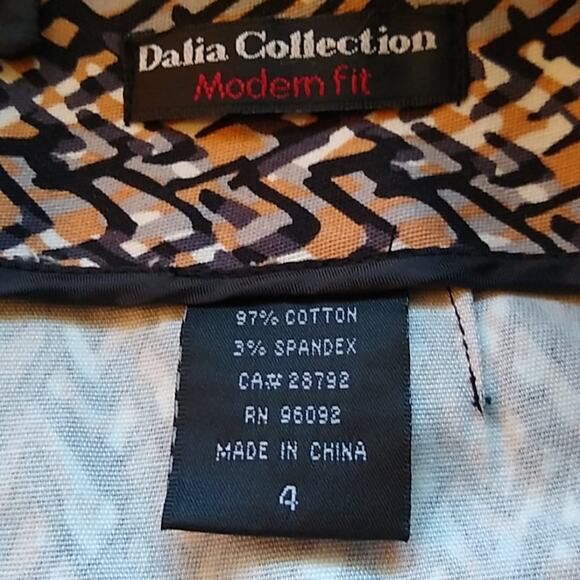 Dalia Collection
Modern fit
97% COTTON
3% SPANDEX
CA# 28792
RN 96092
MADE IN CHINA
4